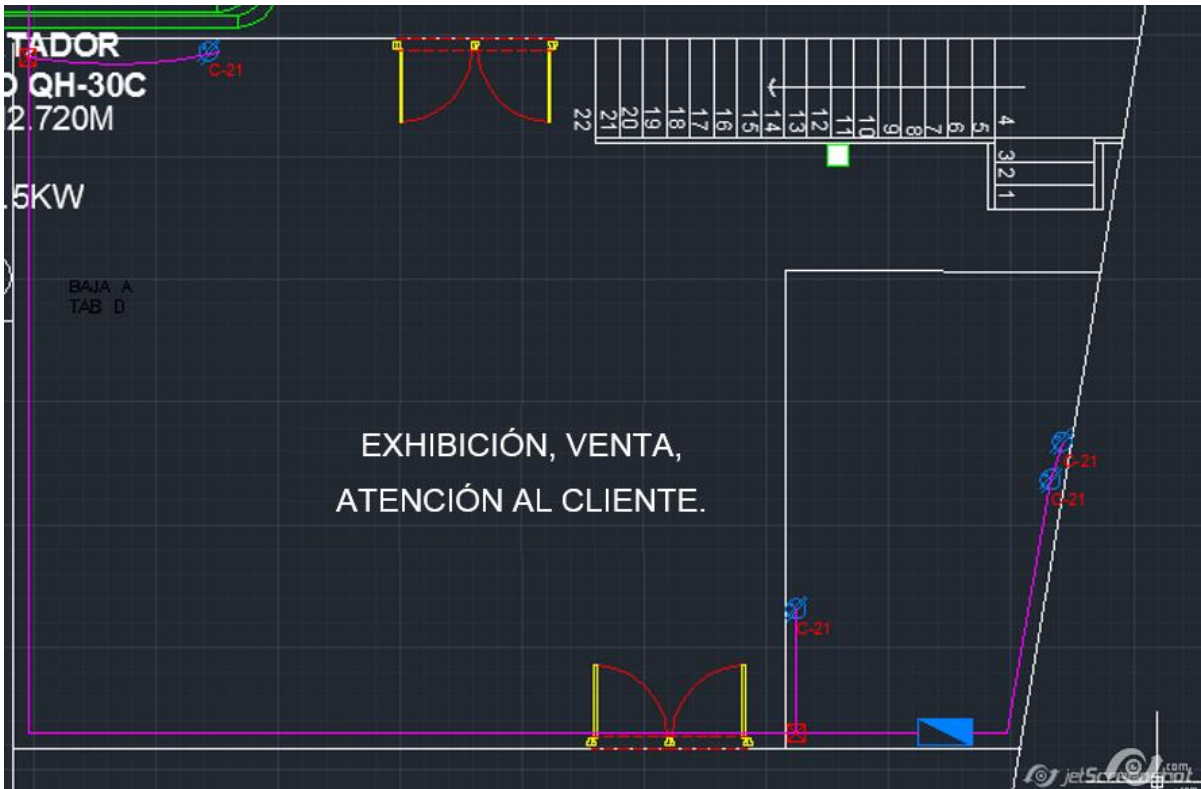 TADOR
C-21
O QH-30C
2.720M
.5KW
22 21 20 19 18 17 16 15 14 13 12 11 10 9 8 7 6 5 4
3
2
1
BAJA A
TAB D
EXHIBICIÓN, VENTA,
ATENCIÓN AL CLIENTE.
C-21
C-21
C-21
jetScreenshot
.com